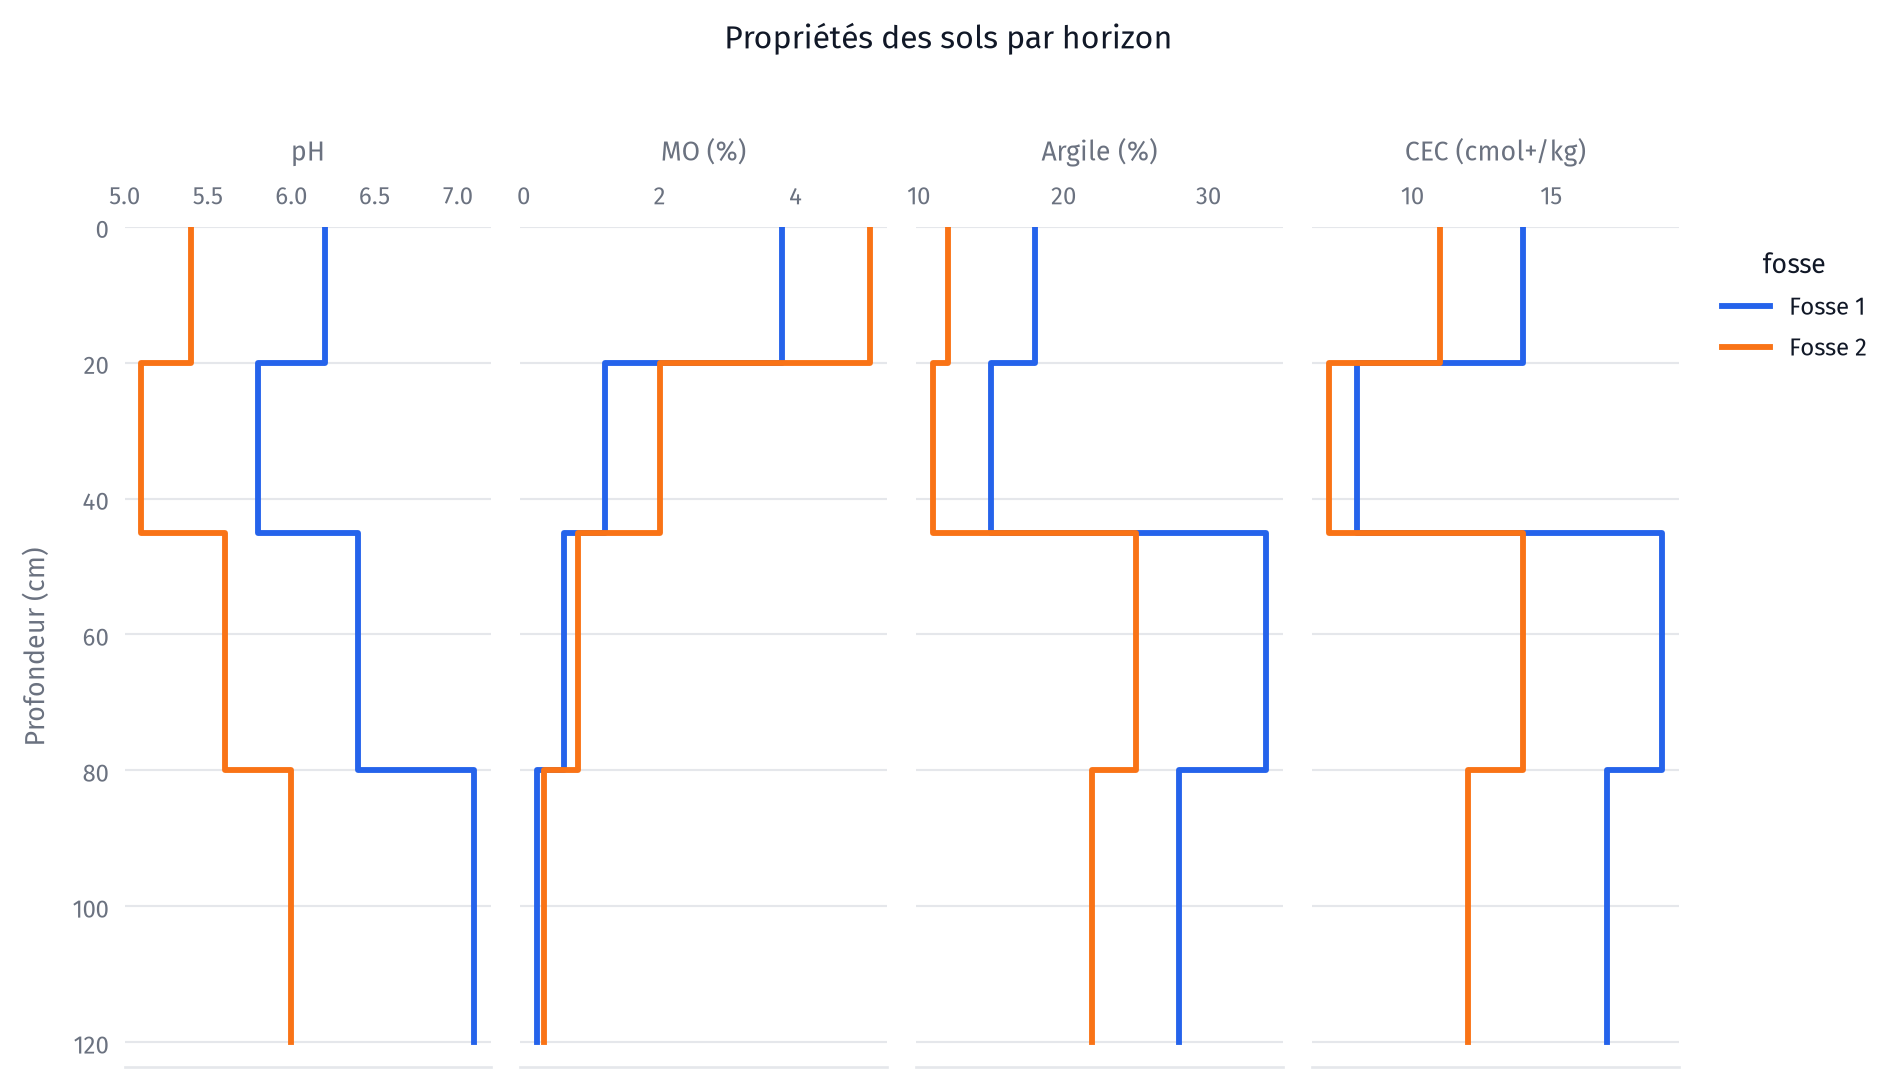 Propriétés des sols par horizon
pH
MO (%)
Argile (%)
CEC (cmol+/kg)
5.0 5.5 6.0 6.5 7.0
0 2 4
10 20 30
10 15
0
20
40
60
80
100
120
Profondeur (cm)
fosse
Fosse 1
Fosse 2